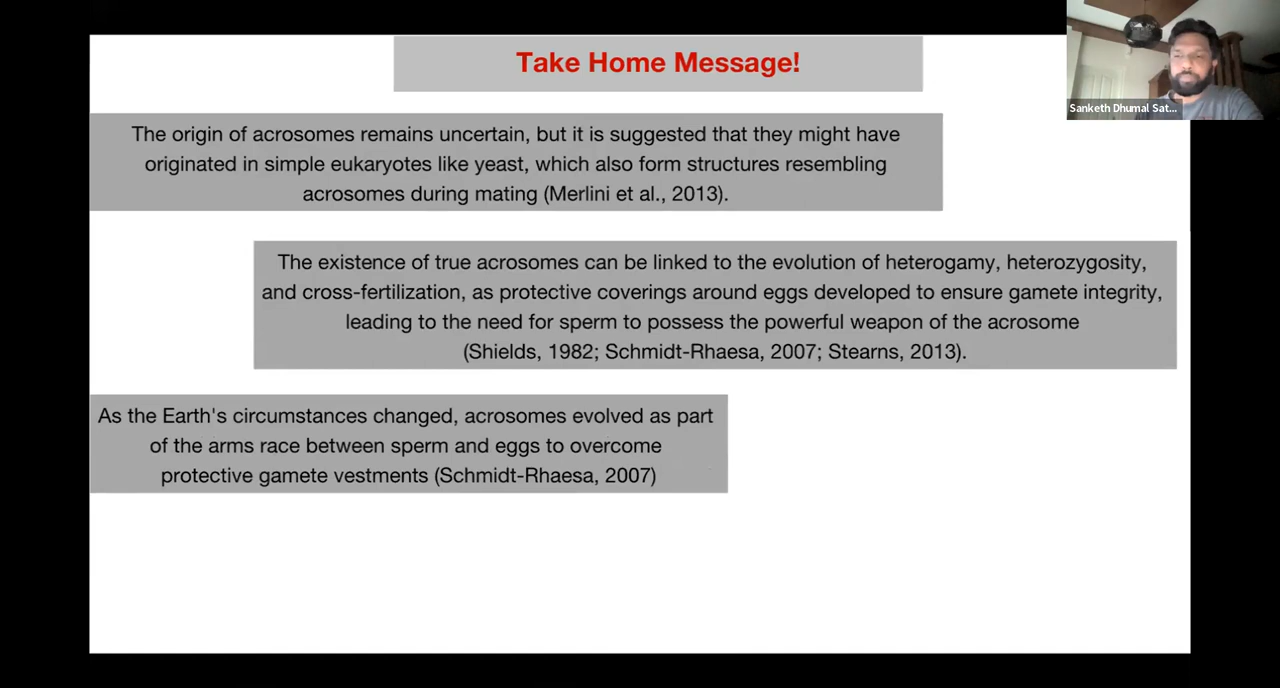 Take Home Message!
The origin of acrosomes remains uncertain, but it is suggested that they might have
originated in simple eukaryotes like yeast, which also form structures resembling
acrosomes during mating (Merlini et al., 2013).
The existence of true acrosomes can be linked to the evolution of heterogamy, heterozygosity,
and cross-fertilization, as protective coverings around eggs developed to ensure gamete integrity,
leading to the need for sperm to possess the powerful weapon of the acrosome
(Shields, 1982; Schmidt-Rhaesa, 2007; Stearns, 2013).
As the Earth's circumstances changed, acrosomes evolved as part
of the arms race between sperm and eggs to overcome
protective gamete vestments (Schmidt-Rhaesa, 2007)
Sanketh Dhumal Sat...